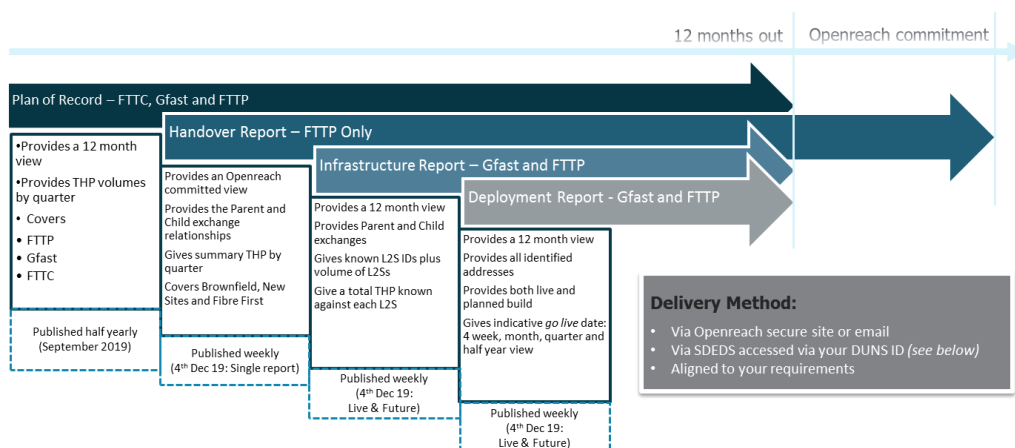 12 months out
Openreach commitment
Plan of Record – FTTC, Gfast and FTTP
Handover Report – FTTP Only
Infrastructure Report – Gfast and FTTP
Deployment Report - Gfast and FTTP
•Provides a 12 month
view
•Provides THP volumes
by quarter
• Covers
• FTTP
• Gfast
• FTTC
Published half yearly
(September 2019)
Provides an Openreach
committed view
Provides the Parent and
Child exchange
relationships
Gives summary THP by
quarter
Covers Brownfield, New
Sites and Fibre First
Published weekly
(4th Dec 19: Single report)
Provides a 12 month view
Provides Parent and Child
exchanges
Gives known L2S IDs plus
volume of L2Ss
Give a total THP known
against each L2S
Published weekly
(4th Dec 19:
Live & Future)
Provides a 12 month view
Provides all identified
addresses
Provides both live and
planned build
Gives indicative go live date:
4 week, month, quarter and
half year view
Published weekly
(4th Dec 19:
Live & Future)
Delivery Method:
• Via Openreach secure site or email
• Via SDEDS accessed via your DUNS ID (see below)
• Aligned to your requirements